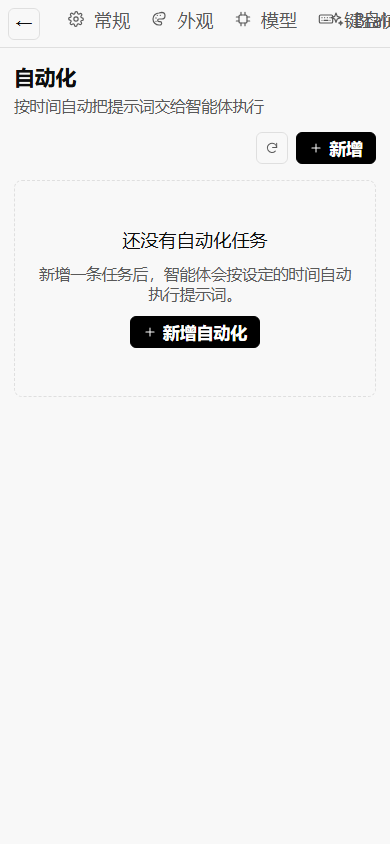 ← 常规 外观 模型
自动化
按时间自动把提示词交给智能体执行
+ 新增
还没有自动化任务
新增一条任务后，智能体会按设定的时间自动
执行提示词。
+ 新增自动化